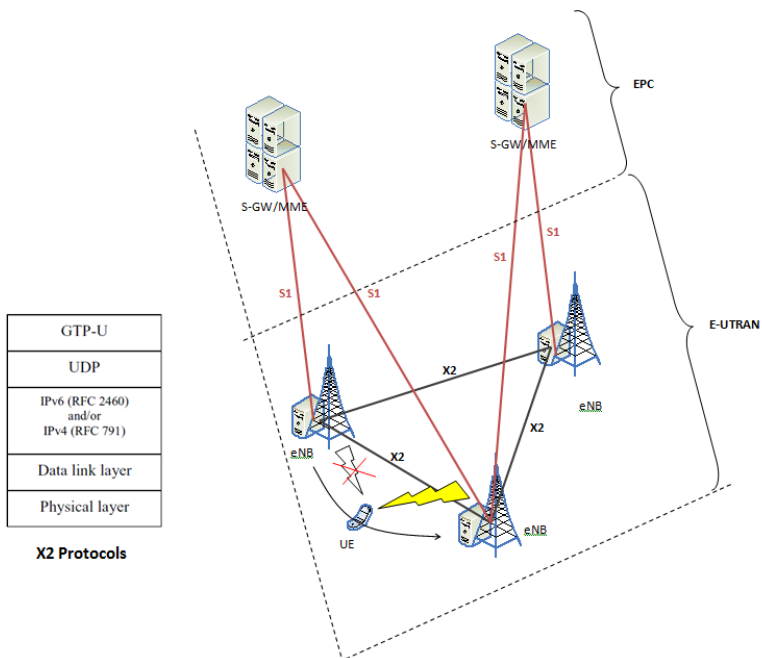 EPC
S-GW/MME
S-GW/MME
S1
S1
S1
S1
E-UTRAN
GTP-U
UDP
IPv6 (RFC 2460)
and/or
IPv4 (RFC 791)
Data link layer
Physical layer
X2 Protocols
X2
X2
X2
eNB
eNB
eNB
UE